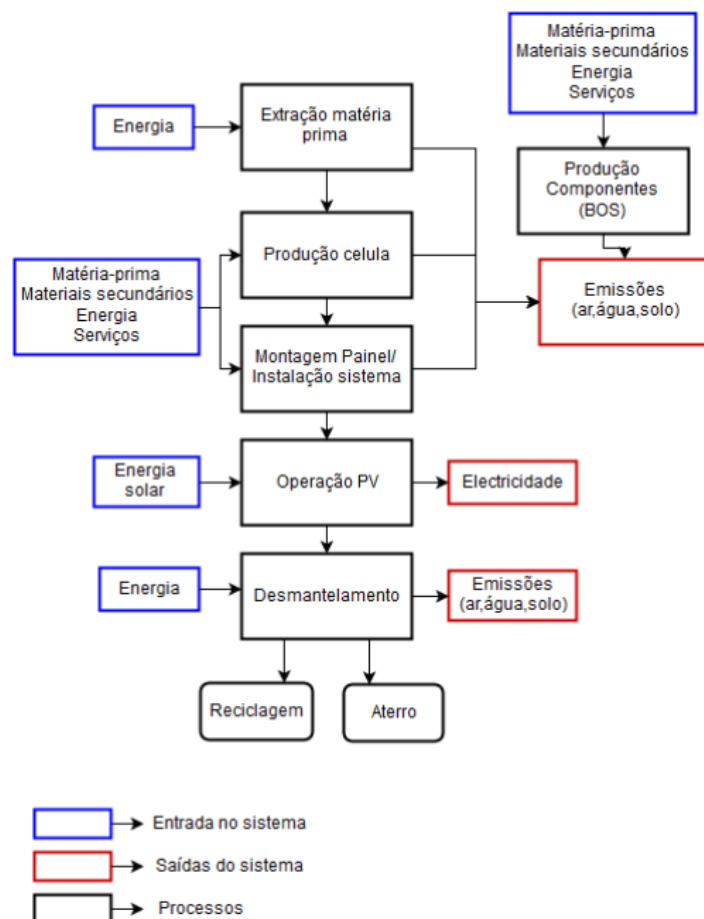 Matéria-prima
Materiais secundários
Energia
Serviços
Energia
Extração matéria
prima
Produção
Componentes
(BOS)
Produção celula
Matéria-prima
Materiais secundários
Energia
Serviços
Emissões
(ar,água,solo)
Montagem Painel/
Instalação sistema
Energia
solar
Operação PV
Electricidade
Energia
Desmantelamento
Emissões
(ar,água,solo)
Reciclagem
Aterro
Entrada no sistema
Saídas do sistema
Processos